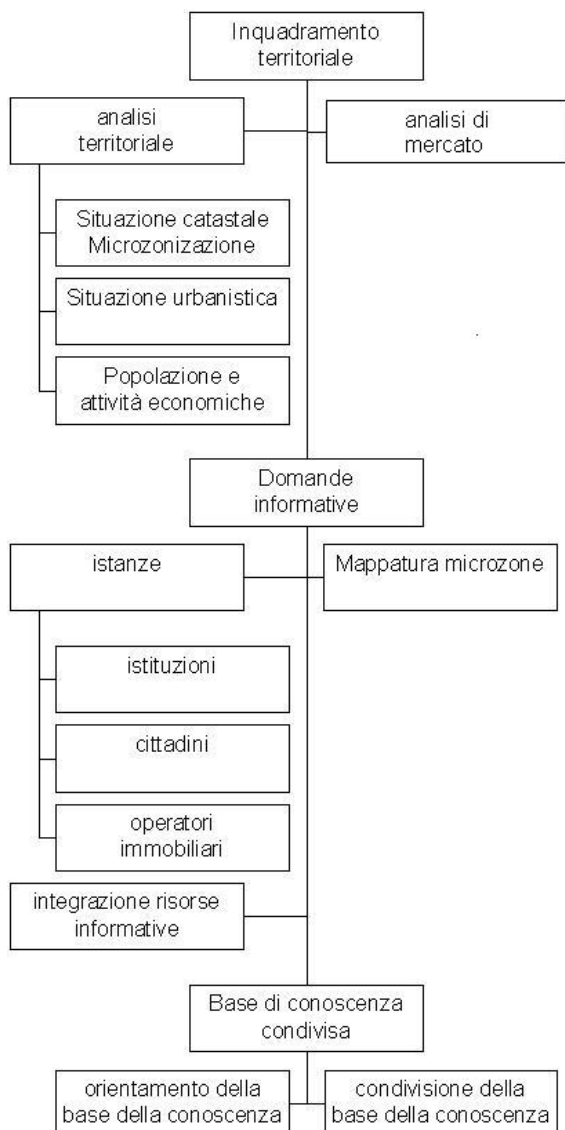 Inquadramento
territoriale
analisi
territoriale
analisi di
mercato
Situazione catastale
Microzonizazione
Situazione urbanistica
Popolazione e
attività economiche
Domande
informative
istanze
Mappatura microzone
istituzioni
cittadini
operatori
immobiliari
integrazione risorse
informative
Base di conoscenza
condivisa
orientamento della
base della conoscenza
condivisione della
base della conoscenza